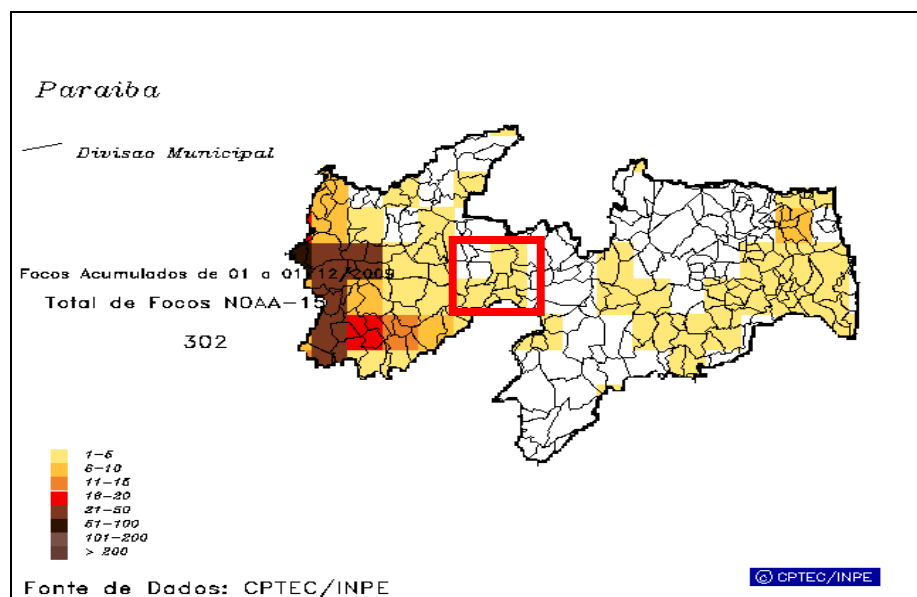 Paraiba
Divisao Municipal
Focos Acumulados de 01 a 01/12/2009
Total de Focos NOAA-15
302
1-5
6-10
11-15
16-20
21-50
51-100
101-200
> 200
Fonte de Dados: CPTEC/INPE
© CPTEC/INPE